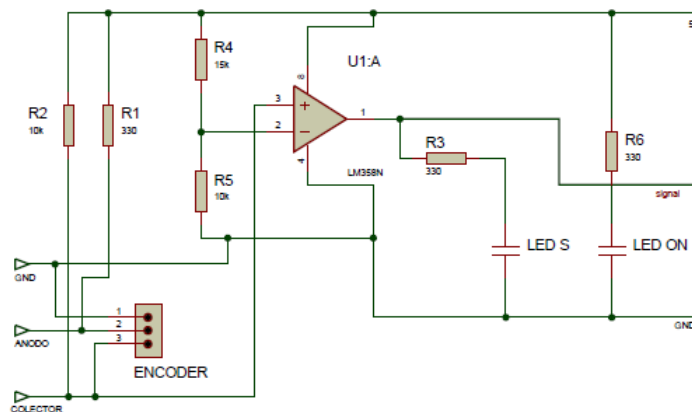 5
R4
15k
U1:A
8
R2
10k
R1
330
3
2
1
R3
330
R6
330
R5
10k
4
LM358N
signal
LED S
LED ON
GND
1
2
3
GND
ANODO
ENCODER
COLECTOR